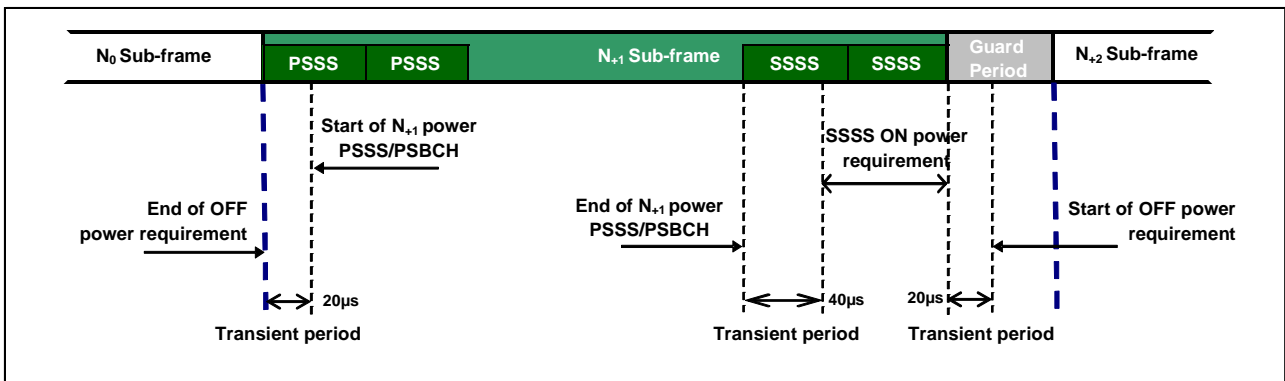 N₀ Sub-frame
PSSS
PSSS
N₊₁ Sub-frame
SSSS
SSSS
Guard
Period
N₊₂ Sub-frame
Start of N₊₁ power
PSSS/PSBCH
SSSS ON power
requirement
End of OFF
power requirement
End of N₊₁ power
PSSS/PSBCH
Start of OFF power
requirement
20µs
40µs
20µs
Transient period
Transient period
Transient period